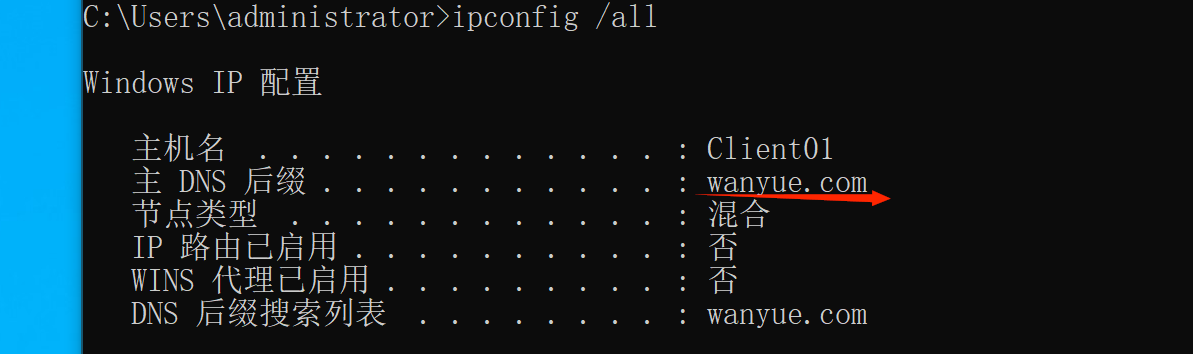 C:\Users\administrator>ipconfig /all
Windows IP 配置
主机名 . . . . . . . . . . . . . : Client01
主 DNS 后缀 . . . . . . . . . . . : wanyue.com
节点类型 . . . . . . . . . . . . : 混合
IP 路由已启用 . . . . . . . . . . : 否
WINS 代理已启用 . . . . . . . . . : 否
DNS 后缀搜索列表 . . . . . . . . : wanyue.com